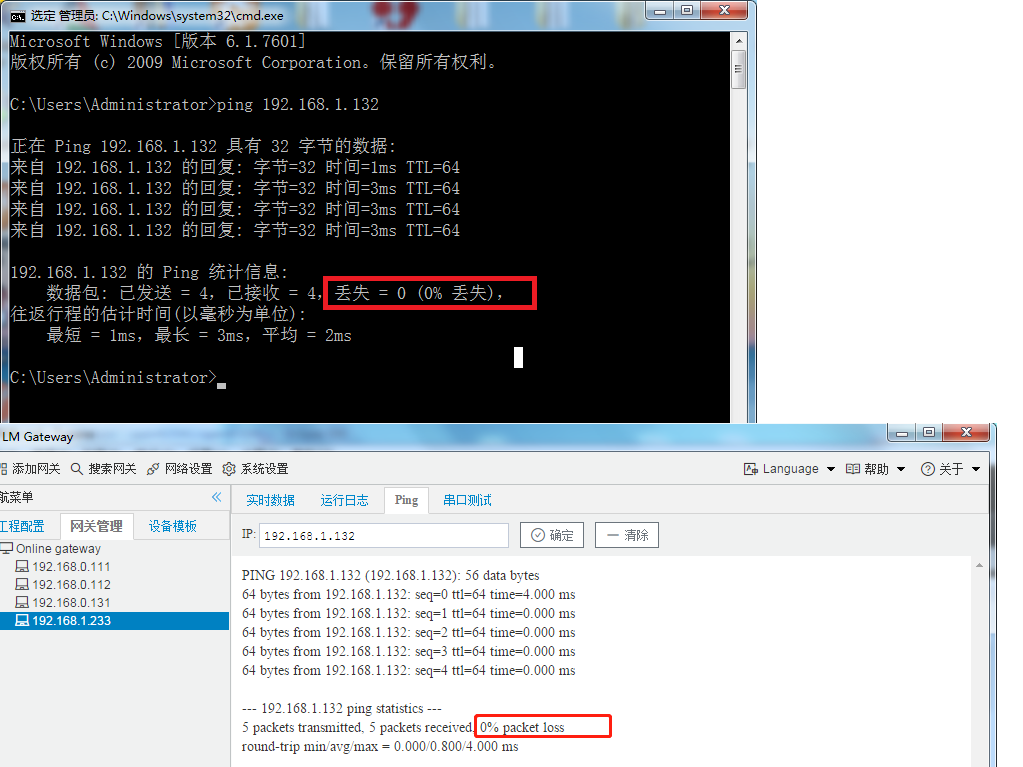 选定 管理员: C:\Windows\system32\cmd.exe
Microsoft Windows [版本 6.1.7601]
版权所有 (c) 2009 Microsoft Corporation。保留所有权利。
C:\Users\Administrator>ping 192.168.1.132
正在 Ping 192.168.1.132 具有 32 字节的数据:
来自 192.168.1.132 的回复: 字节=32 时间=1ms TTL=64
来自 192.168.1.132 的回复: 字节=32 时间=3ms TTL=64
来自 192.168.1.132 的回复: 字节=32 时间=3ms TTL=64
来自 192.168.1.132 的回复: 字节=32 时间=3ms TTL=64
192.168.1.132 的 Ping 统计信息:
数据包: 已发送 = 4，已接收 = 4，丢失 = 0 (0% 丢失)，
往返行程的估计时间(以毫秒为单位):
最短 = 1ms，最长 = 3ms，平均 = 2ms
C:\Users\Administrator>
LM Gateway
添加网关 搜索网关 网络设置 系统设置 Language 帮助 关于
航菜单
工程配置 网关管理 设备模板
Online gateway
192.168.0.111
192.168.0.112
192.168.0.131
192.168.1.233
实时数据 运行日志 Ping 串口测试
IP: 192.168.1.132 确定 清除
PING 192.168.1.132 (192.168.1.132): 56 data bytes
64 bytes from 192.168.1.132: seq=0 ttl=64 time=4.000 ms
64 bytes from 192.168.1.132: seq=1 ttl=64 time=0.000 ms
64 bytes from 192.168.1.132: seq=2 ttl=64 time=0.000 ms
64 bytes from 192.168.1.132: seq=3 ttl=64 time=0.000 ms
64 bytes from 192.168.1.132: seq=4 ttl=64 time=0.000 ms
--- 192.168.1.132 ping statistics ---
5 packets transmitted, 5 packets received, 0% packet loss
round-trip min/avg/max = 0.000/0.800/4.000 ms